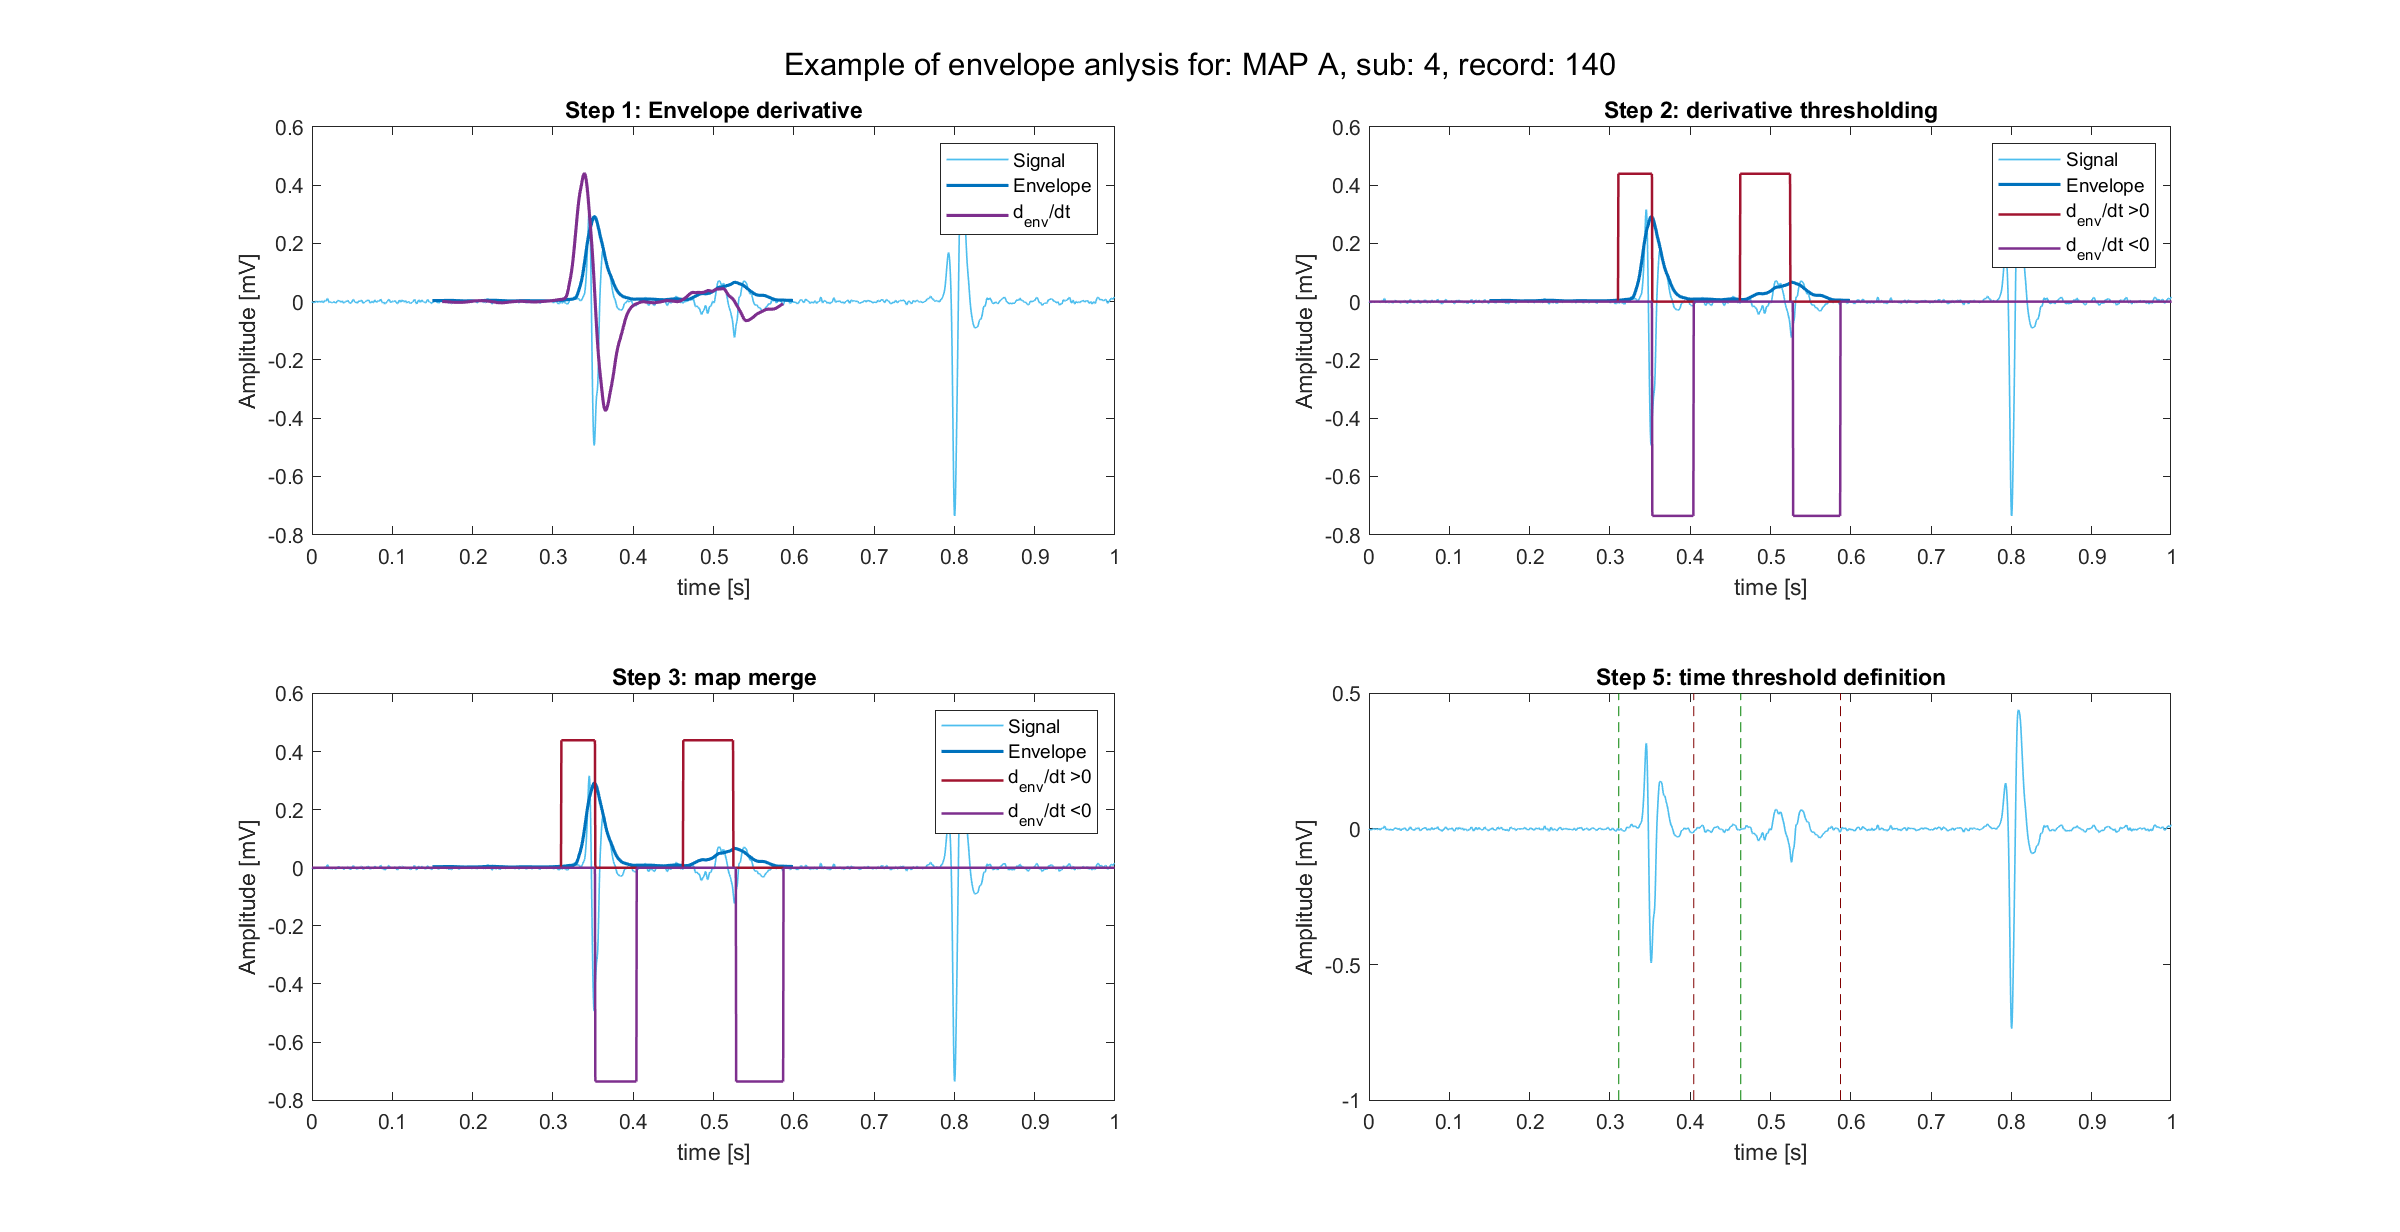 Example of envelope anlysis for: MAP A, sub: 4, record: 140
Step 1: Envelope derivative
0.6
0.4
0.2
0
-0.2
-0.4
-0.6
-0.8
Amplitude [mV]
Signal
Envelope
d_env/dt
0 0.1 0.2 0.3 0.4 0.5 0.6 0.7 0.8 0.9 1
time [s]
Step 2: derivative thresholding
0.6
0.4
0.2
0
-0.2
-0.4
-0.6
-0.8
Amplitude [mV]
Signal
Envelope
d_env/dt >0
d_env/dt <0
0 0.1 0.2 0.3 0.4 0.5 0.6 0.7 0.8 0.9 1
time [s]
Step 3: map merge
0.6
0.4
0.2
0
-0.2
-0.4
-0.6
-0.8
Amplitude [mV]
Signal
Envelope
d_env/dt >0
d_env/dt <0
0 0.1 0.2 0.3 0.4 0.5 0.6 0.7 0.8 0.9 1
time [s]
Step 5: time threshold definition
0.5
0
-0.5
-1
Amplitude [mV]
0 0.1 0.2 0.3 0.4 0.5 0.6 0.7 0.8 0.9 1
time [s]